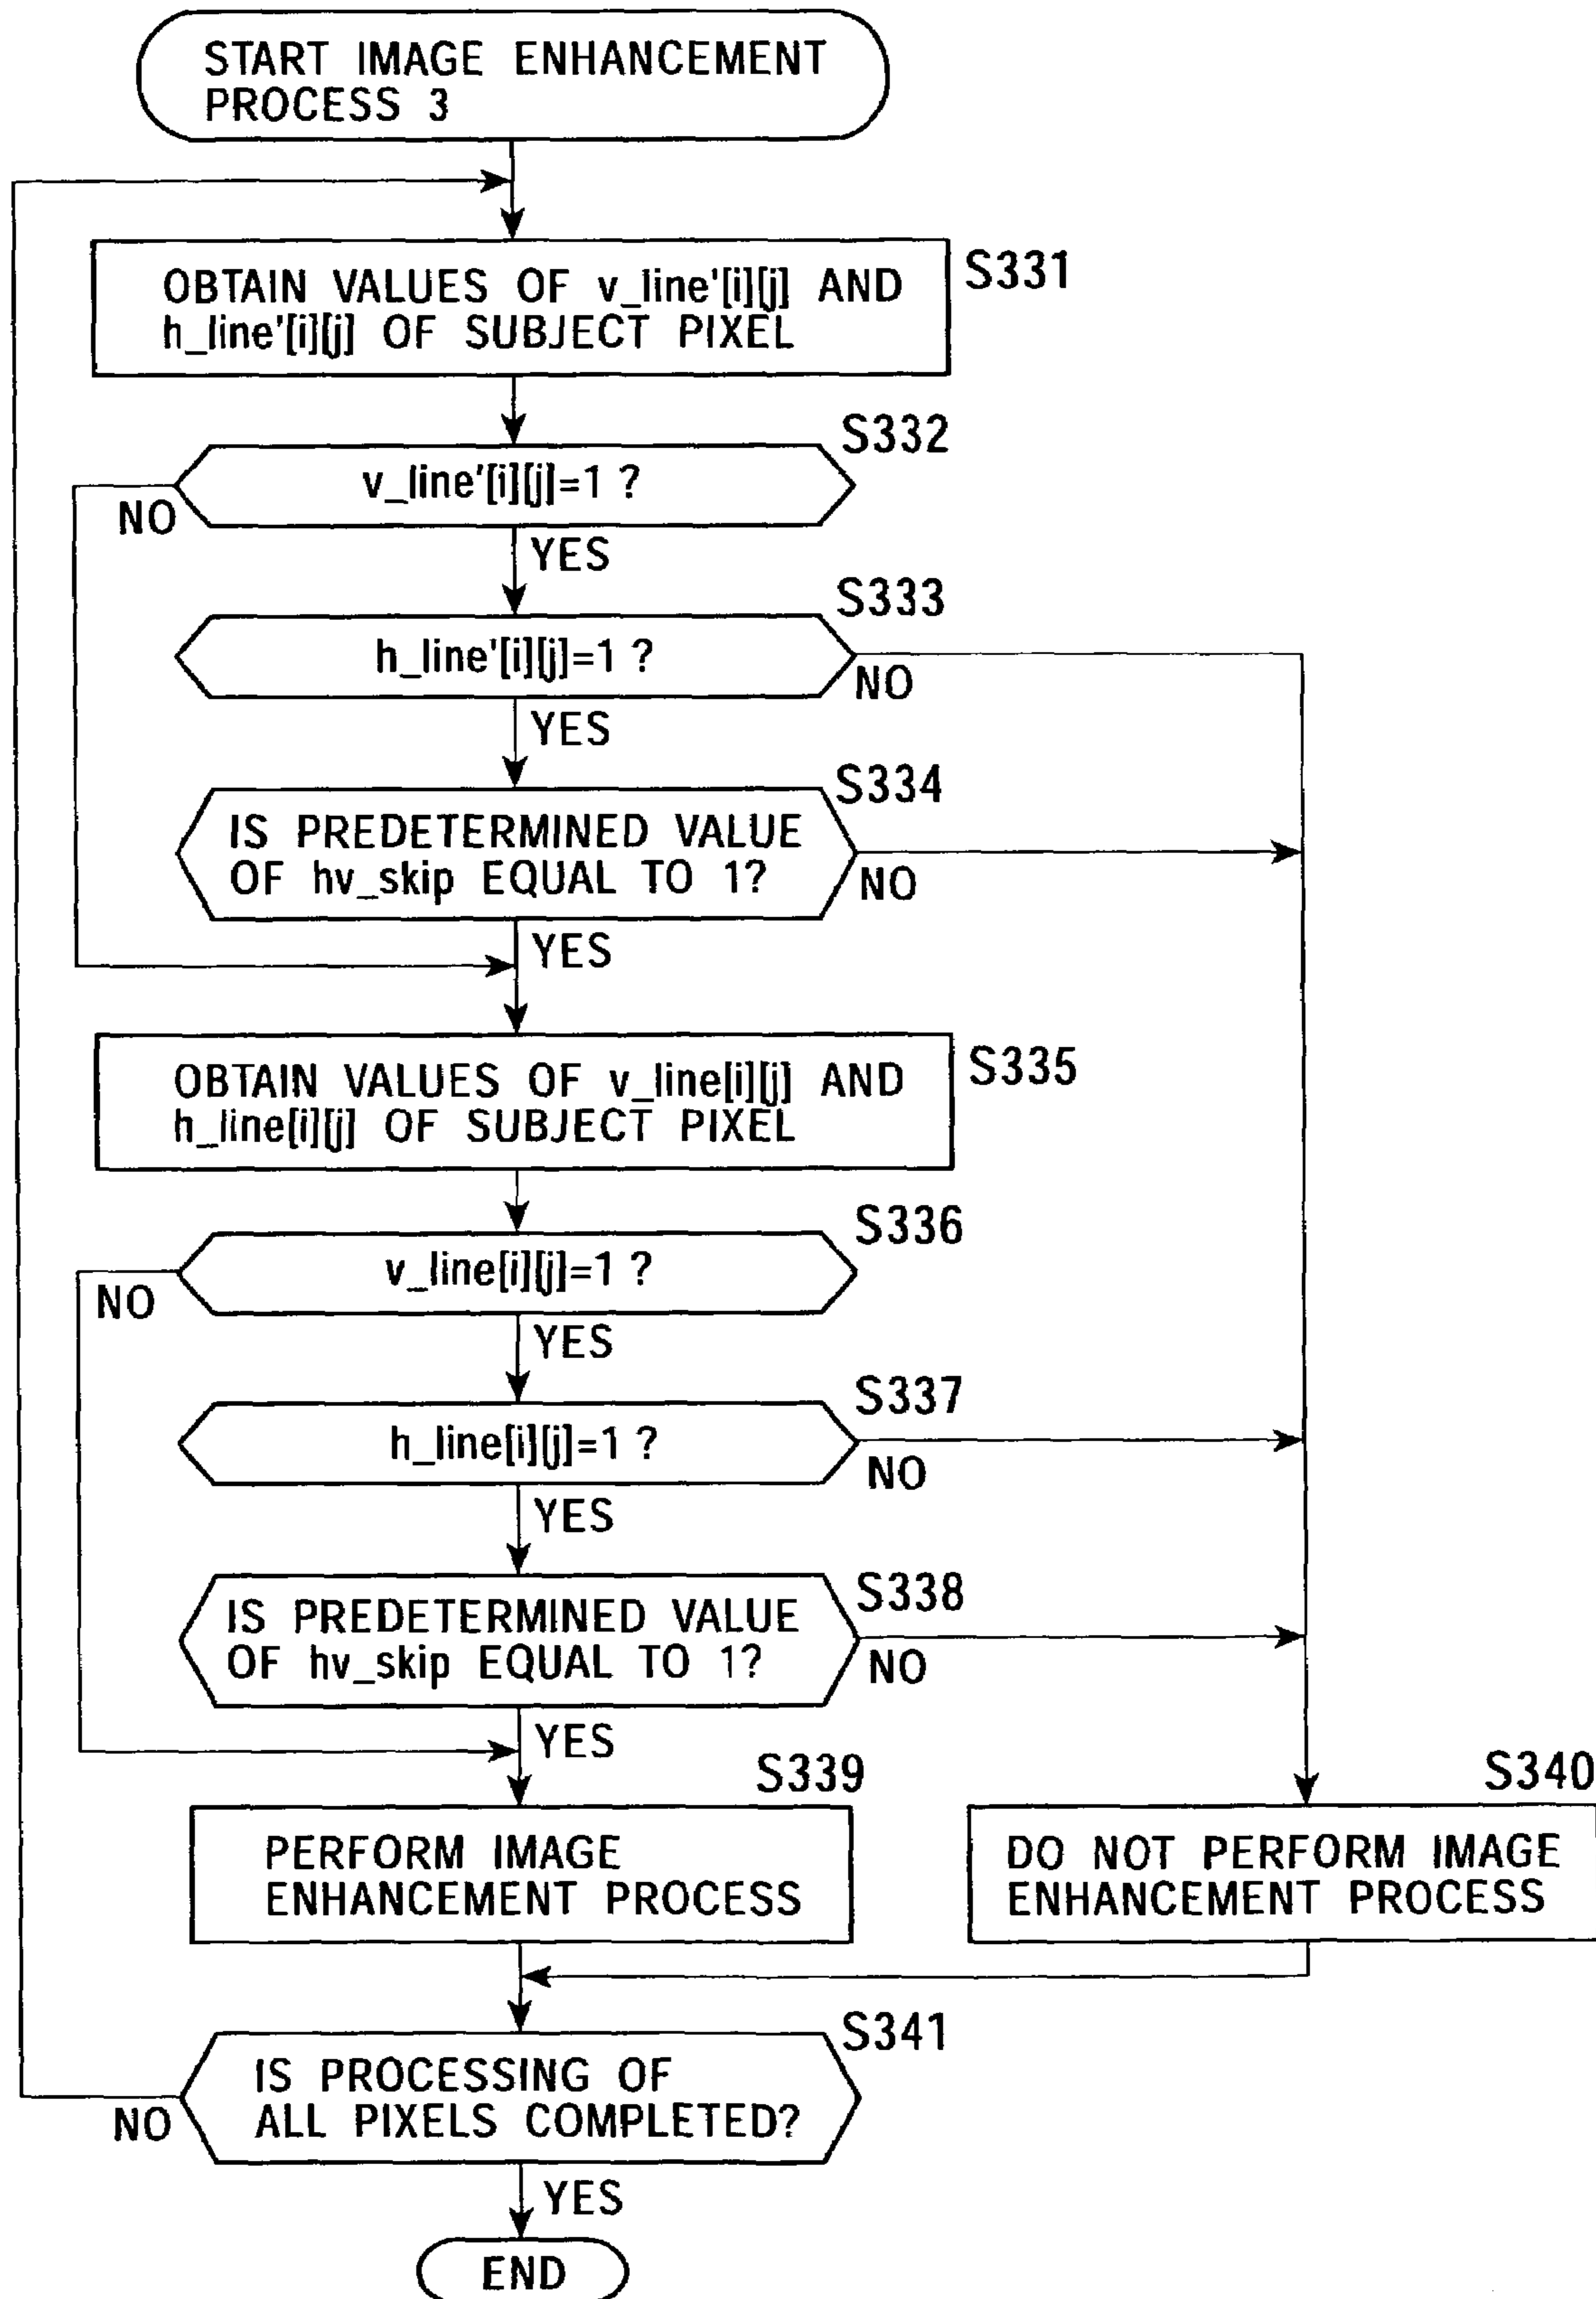 START IMAGE ENHANCEMENT
PROCESS 3
OBTAIN VALUES OF v_line'[i][j] AND
h_line'[i][j] OF SUBJECT PIXEL
S331
S332
v_line'[i][j]=1 ?
NO
YES
S333
h_line'[i][j]=1 ?
NO
YES
S334
IS PREDETERMINED VALUE
OF hv_skip EQUAL TO 1?
NO
YES
OBTAIN VALUES OF v_line[i][j] AND
h_line[i][j] OF SUBJECT PIXEL
S335
S336
v_line[i][j]=1 ?
NO
YES
S337
h_line[i][j]=1 ?
NO
YES
S338
IS PREDETERMINED VALUE
OF hv_skip EQUAL TO 1?
NO
YES
S339
PERFORM IMAGE
ENHANCEMENT PROCESS
S340
DO NOT PERFORM IMAGE
ENHANCEMENT PROCESS
S341
IS PROCESSING OF
ALL PIXELS COMPLETED?
NO
YES
END